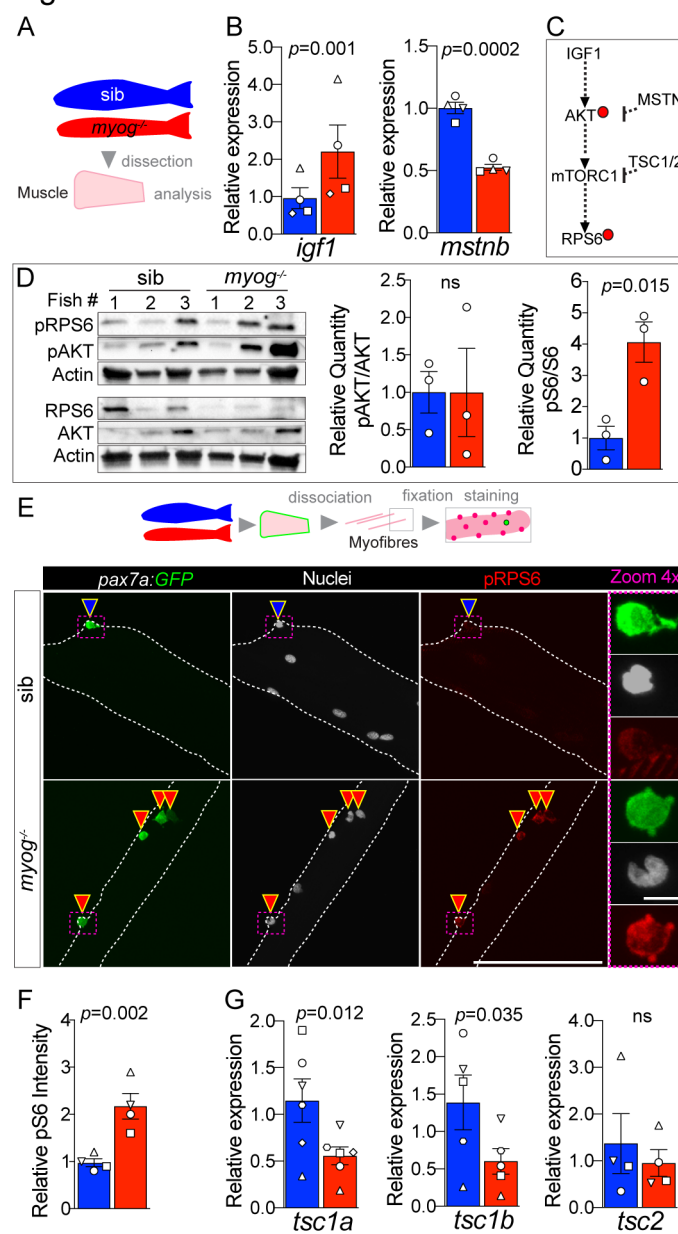 A
sib
myog-/-
dissection
Muscle
analysis
B
p=0.001
Relative expression
5.0
4.0
3.0
2.0
1.0
0.0
igf1
p=0.0002
Relative expression
1.5
1.0
0.5
0.0
mstnb
C
IGF1
AKT
MSTN
mTORC1
TSC1/2
RPS6
D
sib
myog-/-
Fish #
1 2 3 1 2 3
pRPS6
pAKT
Actin
RPS6
AKT
Actin
ns
Relative Quantity
pAKT/AKT
2.5
2.0
1.5
1.0
0.5
0.0
p=0.015
Relative Quantity
pS6/S6
6
5
4
3
2
1
0
E
dissociation
fixation
staining
Myofibres
pax7a:GFP
Nuclei
pRPS6
Zoom 4x
sib
myog-/-
F
p=0.002
Relative pS6 Intensity
4
3
2
1
0
G
p=0.012
Relative expression
2.0
1.5
1.0
0.5
0.0
tsc1a
p=0.035
Relative expression
2.5
2.0
1.5
1.0
0.5
0.0
tsc1b
ns
Relative expression
4.0
3.0
2.0
1.0
0.0
tsc2